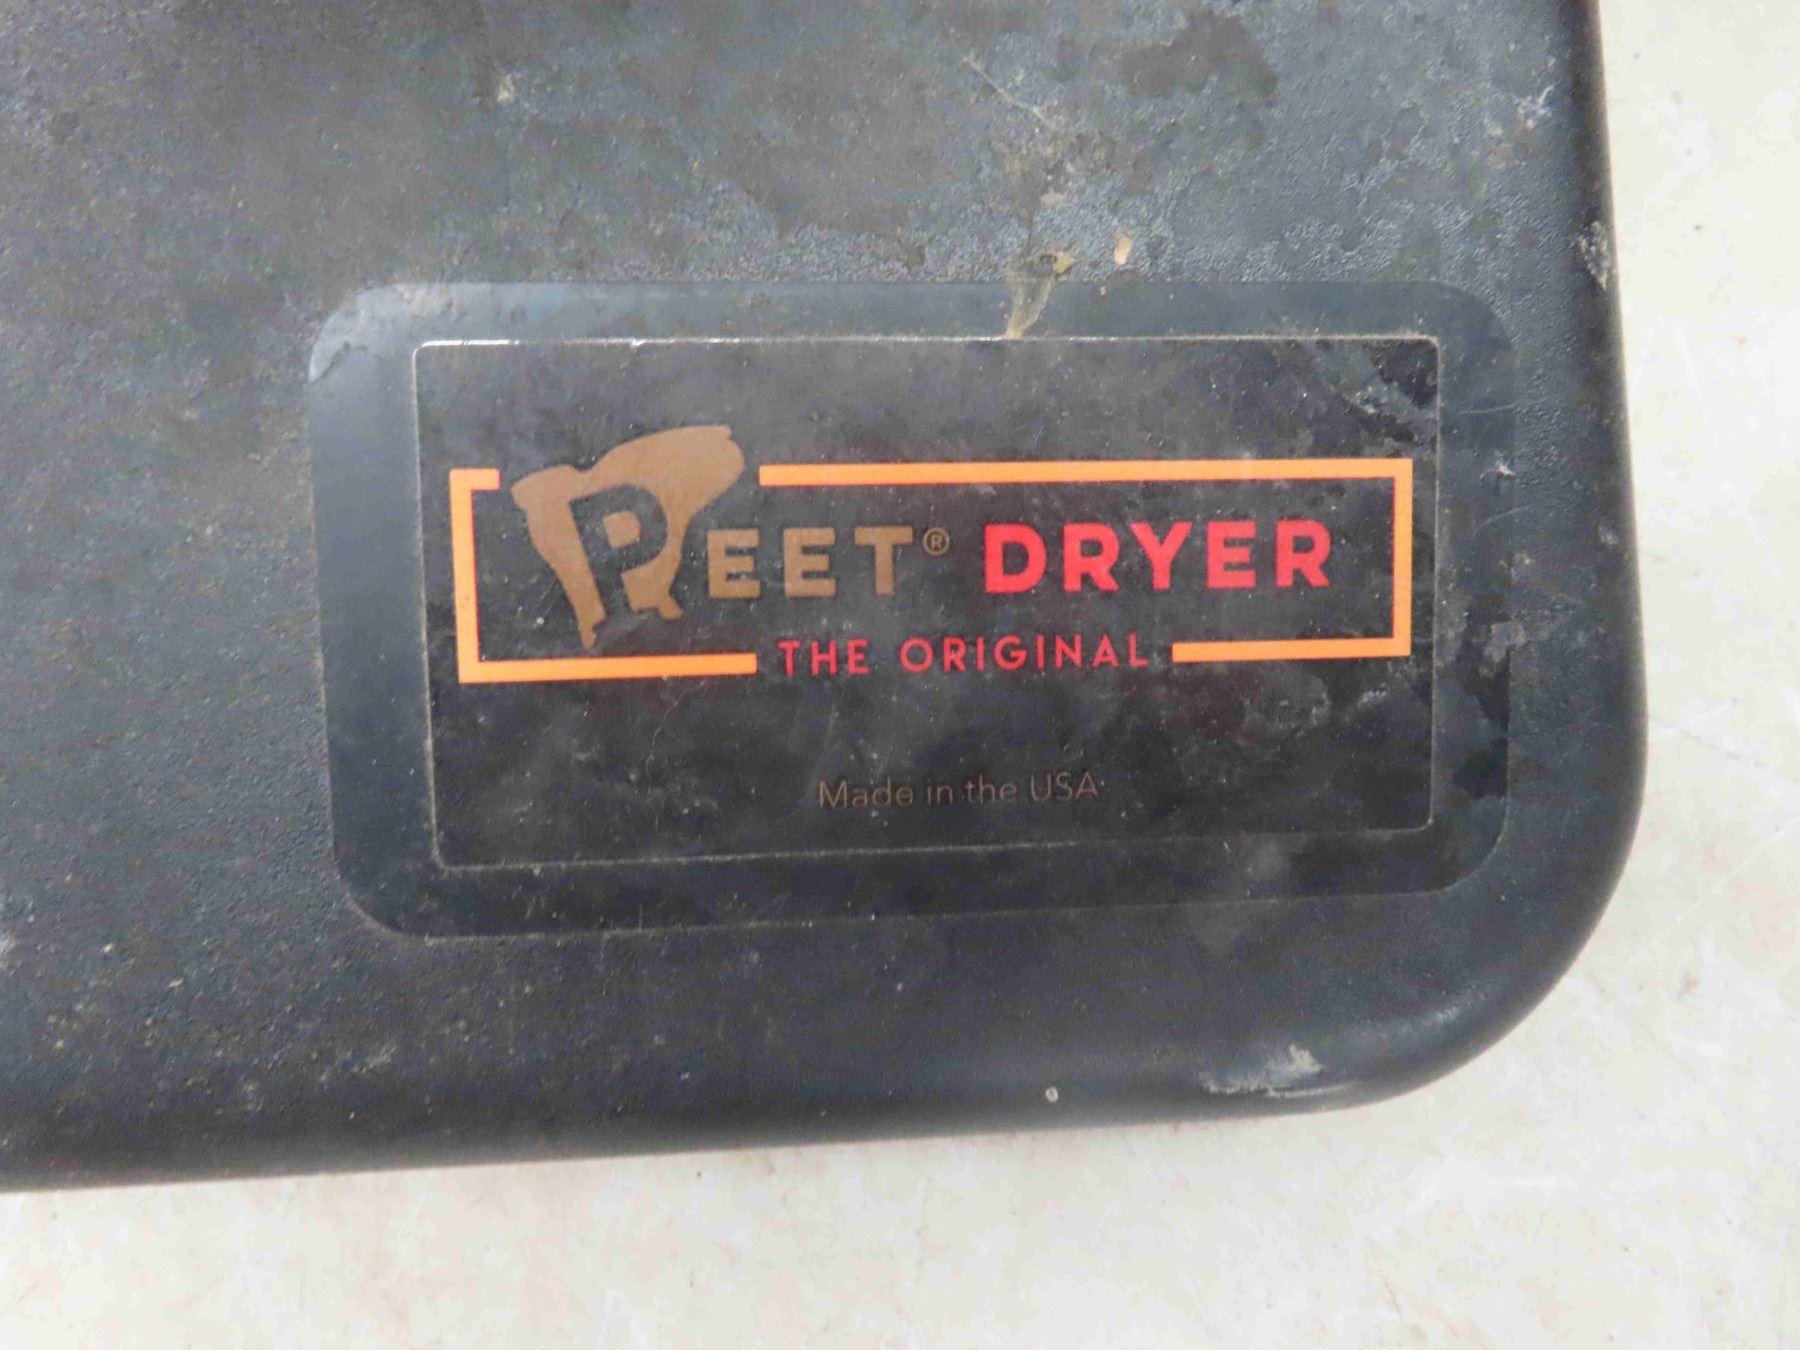 PEET® DRYER
THE ORIGINAL
Made in the USA